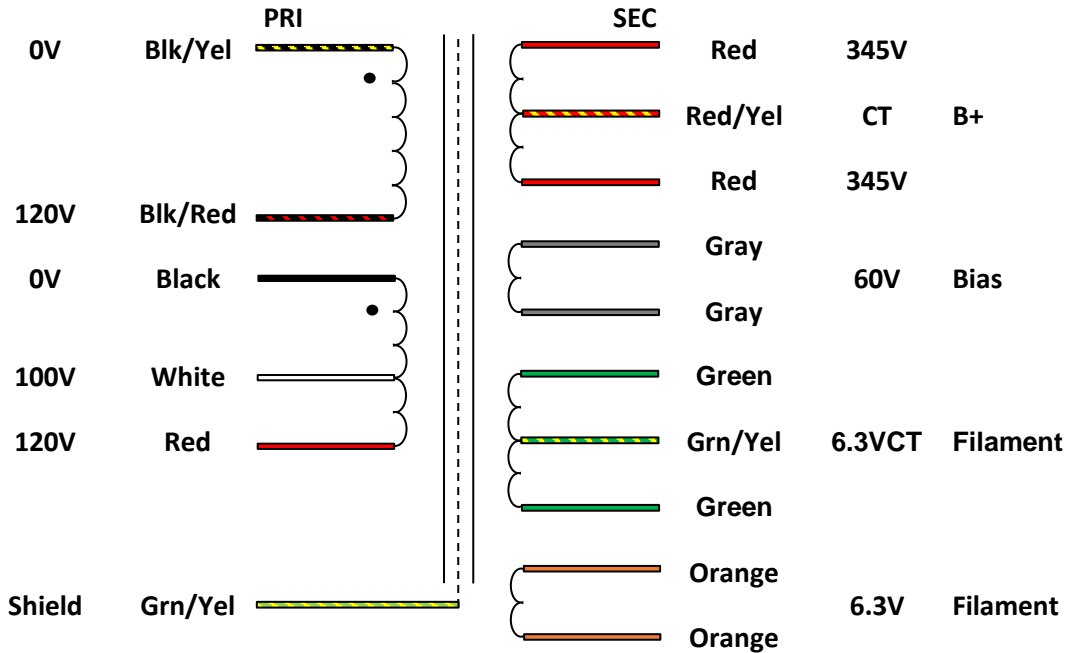 PRI SEC
0V Blk/Yel Red 345V
Red/Yel CT B+
Red 345V
120V Blk/Red
Gray
0V Black 60V Bias
Gray
100V White Green
120V Red Grn/Yel 6.3VCT Filament
Green
Orange
Shield Grn/Yel 6.3V Filament
Orange